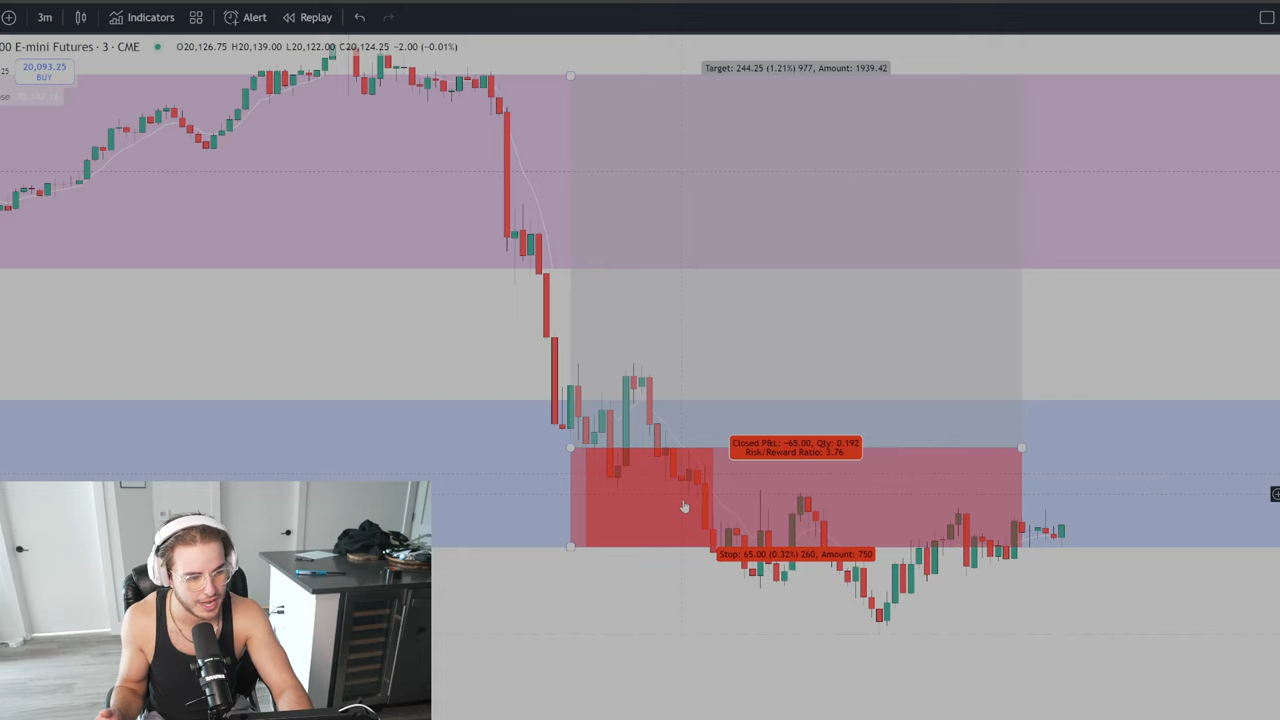 3m Indicators Alert Replay
00 E-mini Futures · 3 · CME O20,126.75 H20,139.00 L20,122.00 C20,124.25 −2.00 (−0.01%)
25 20,093.25
BUY
Target: 244.25 (1.21%) 977, Amount: 1939.42
Closed P&L: −65.00, Qty: 0.192
Risk/Reward Ratio: 3.76
Stop: 65.00 (0.32%) 260, Amount: 750